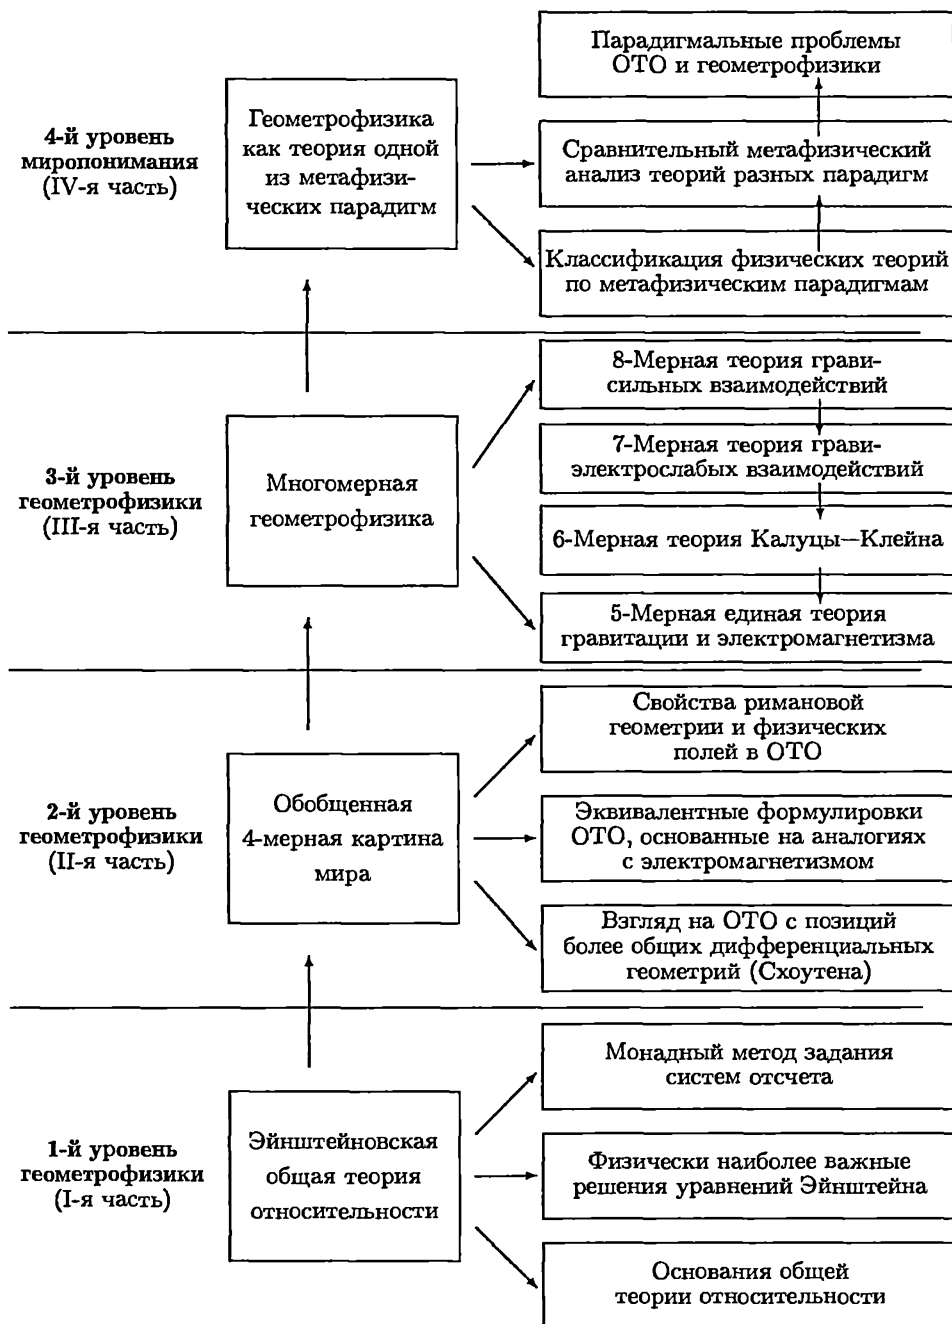 Парадигмальные проблемы
ОТО и геометрофизики
4-й уровень
миропонимания
(IV-я часть)
Геометрофизика
как теория одной
из метафизи-
ческих парадигм
Сравнительный метафизический
анализ теорий разных парадигм
Классификация физических теорий
по метафизическим парадигмам
3-й уровень
геометрофизики
(III-я часть)
Многомерная
геометрофизика
8-Мерная теория грави-
сильных взаимодействий
7-Мерная теория грави-
электрослабых взаимодействий
6-Мерная теория Калуцы—Клейна
5-Мерная единая теория
гравитации и электромагнетизма
2-й уровень
геометрофизики
(II-я часть)
Обобщенная
4-мерная картина
мира
Свойства римановой
геометрии и физических
полей в ОТО
Эквивалентные формулировки
ОТО, основанные на аналогиях
с электромагнетизмом
Взгляд на ОТО с позиций
более общих дифференциальных
геометрий (Схоутена)
1-й уровень
геометрофизики
(I-я часть)
Эйнштейновская
общая теория
относительности
Монадный метод задания
систем отсчета
Физически наиболее важные
решения уравнений Эйнштейна
Основания общей
теории относительности